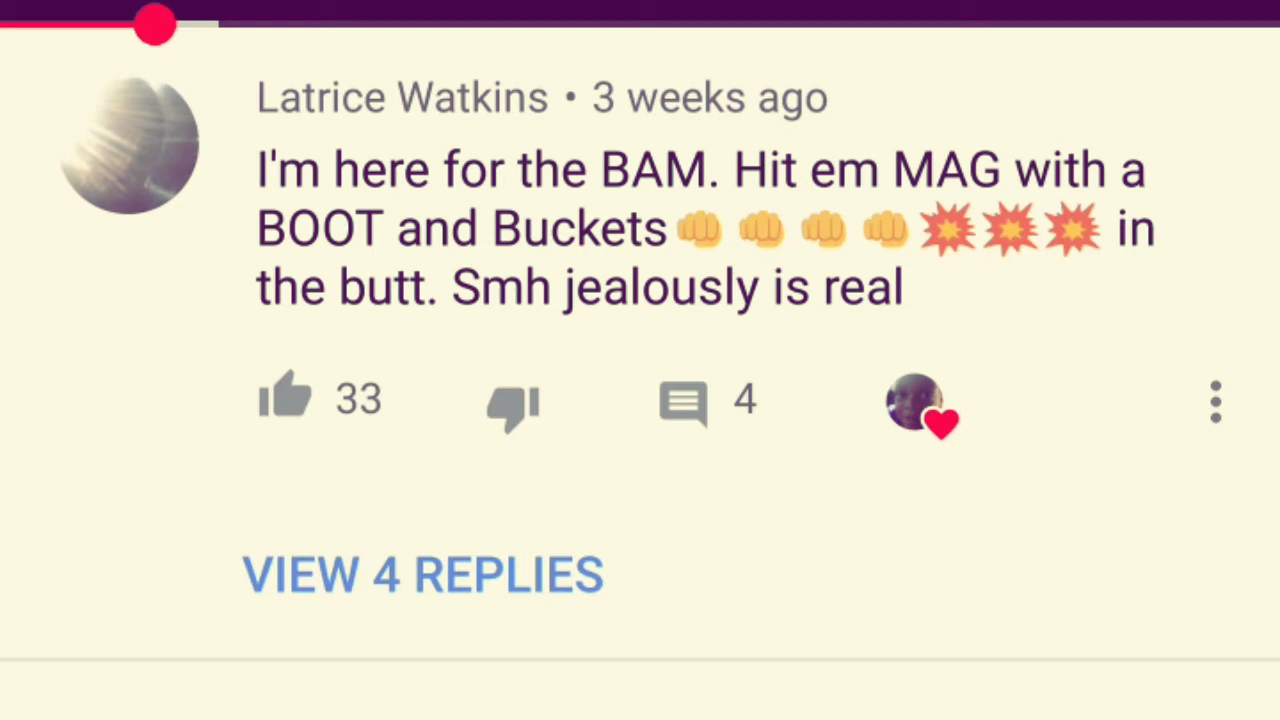 Latrice Watkins • 3 weeks ago
I'm here for the BAM. Hit em MAG with a
BOOT and Buckets👊👊👊👊💥💥💥 in
the butt. Smh jealously is real
33 4
VIEW 4 REPLIES